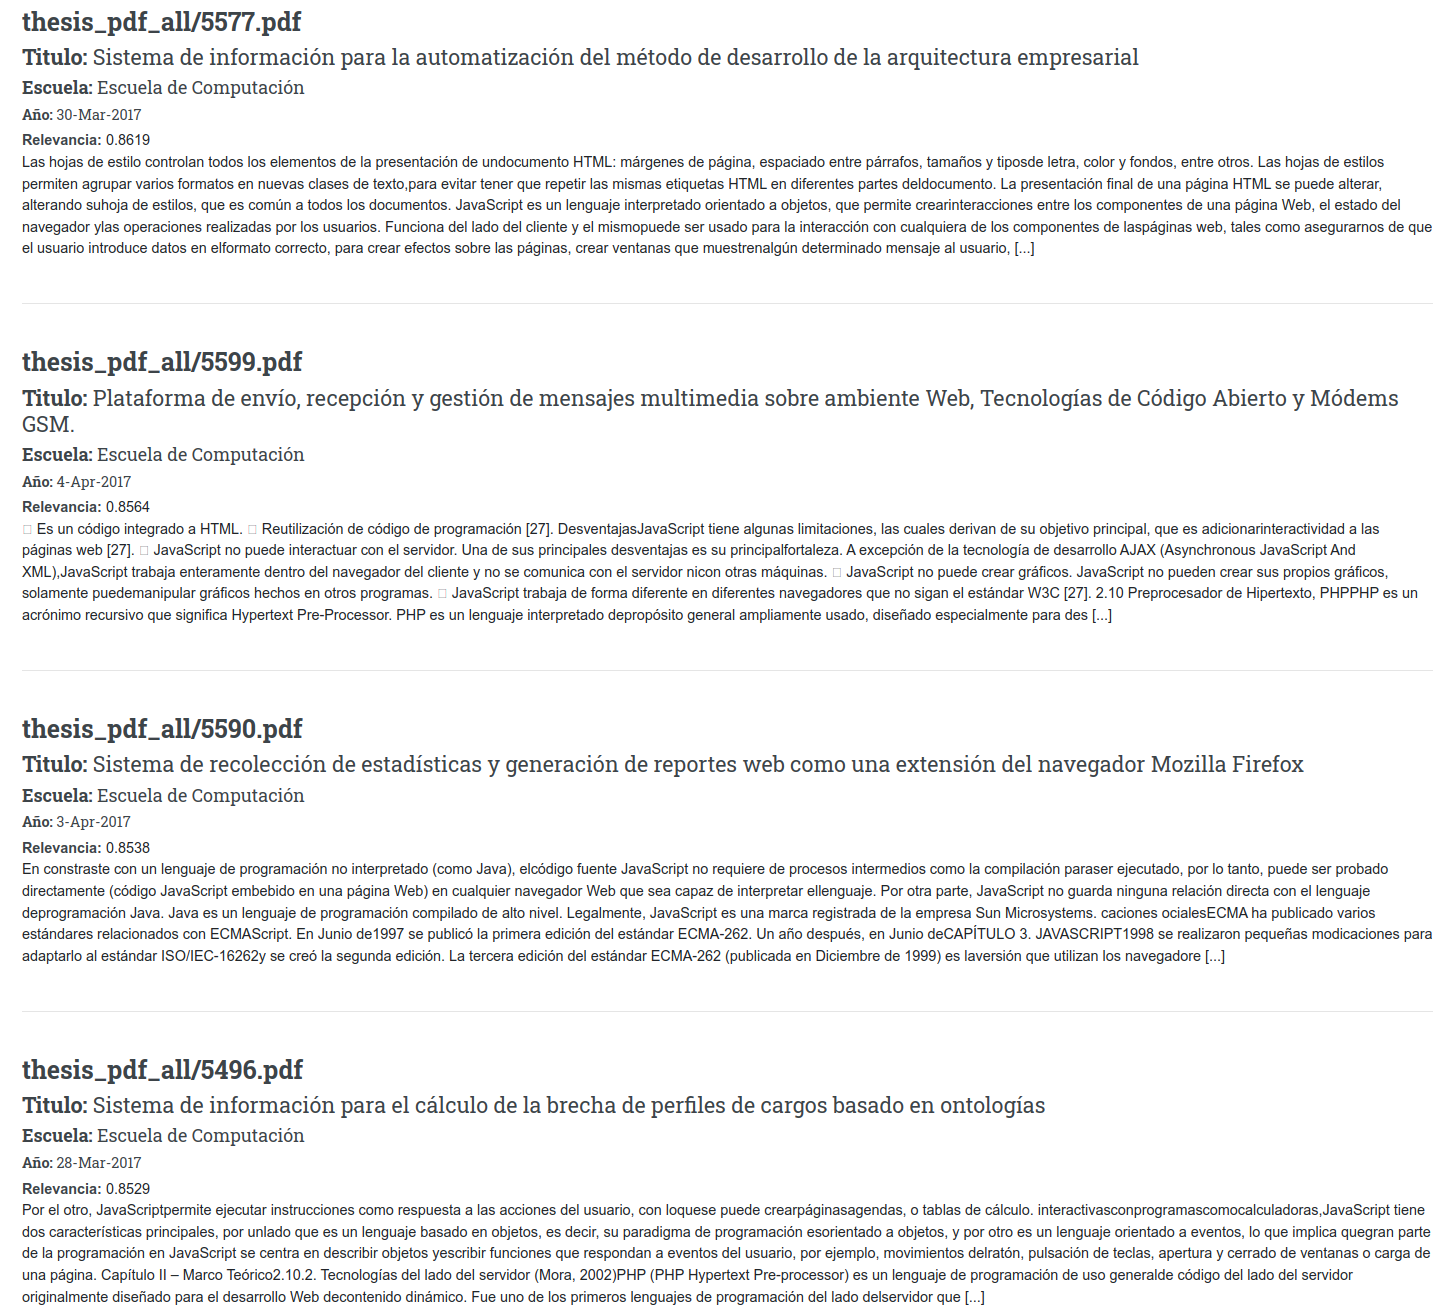 thesis_pdf_all/5577.pdf
Titulo: Sistema de información para la automatización del método de desarrollo de la arquitectura empresarial
Escuela: Escuela de Computación
Año: 30-Mar-2017
Relevancia: 0.8619
Las hojas de estilo controlan todos los elementos de la presentación de undocumento HTML: márgenes de página, espaciado entre párrafos, tamaños y tiposde letra, color y fondos, entre otros. Las hojas de estilos
permiten agrupar varios formatos en nuevas clases de texto,para evitar tener que repetir las mismas etiquetas HTML en diferentes partes deldocumento. La presentación final de una página HTML se puede alterar,
alterando suhoja de estilos, que es común a todos los documentos. JavaScript es un lenguaje interpretado orientado a objetos, que permite crearinteracciones entre los componentes de una página Web, el estado del
navegador ylas operaciones realizadas por los usuarios. Funciona del lado del cliente y el mismopuede ser usado para la interacción con cualquiera de los componentes de laspáginas web, tales como asegurarnos de que
el usuario introduce datos en elformato correcto, para crear efectos sobre las páginas, crear ventanas que muestrenalgún determinado mensaje al usuario, [...]
thesis_pdf_all/5599.pdf
Titulo: Plataforma de envío, recepción y gestión de mensajes multimedia sobre ambiente Web, Tecnologías de Código Abierto y Módems
GSM.
Escuela: Escuela de Computación
Año: 4-Apr-2017
Relevancia: 0.8564
 Es un código integrado a HTML.  Reutilización de código de programación [27]. DesventajasJavaScript tiene algunas limitaciones, las cuales derivan de su objetivo principal, que es adicionarinteractividad a las
páginas web [27].  JavaScript no puede interactuar con el servidor. Una de sus principales desventajas es su principalfortaleza. A excepción de la tecnología de desarrollo AJAX (Asynchronous JavaScript And
XML),JavaScript trabaja enteramente dentro del navegador del cliente y no se comunica con el servidor nicon otras máquinas.  JavaScript no puede crear gráficos. JavaScript no pueden crear sus propios gráficos,
solamente puedemanipular gráficos hechos en otros programas.  JavaScript trabaja de forma diferente en diferentes navegadores que no sigan el estándar W3C [27]. 2.10 Preprocesador de Hipertexto, PHPPHP es un
acrónimo recursivo que significa Hypertext Pre-Processor. PHP es un lenguaje interpretado depropósito general ampliamente usado, diseñado especialmente para des [...]
thesis_pdf_all/5590.pdf
Titulo: Sistema de recolección de estadísticas y generación de reportes web como una extensión del navegador Mozilla Firefox
Escuela: Escuela de Computación
Año: 3-Apr-2017
Relevancia: 0.8538
En constraste con un lenguaje de programación no interpretado (como Java), elcódigo fuente JavaScript no requiere de procesos intermedios como la compilación paraser ejecutado, por lo tanto, puede ser probado
directamente (código JavaScript embebido en una página Web) en cualquier navegador Web que sea capaz de interpretar ellenguaje. Por otra parte, JavaScript no guarda ninguna relación directa con el lenguaje
deprogramación Java. Java es un lenguaje de programación compilado de alto nivel. Legalmente, JavaScript es una marca registrada de la empresa Sun Microsystems. caciones ocialesECMA ha publicado varios
estándares relacionados con ECMAScript. En Junio de1997 se publicó la primera edición del estándar ECMA-262. Un año después, en Junio deCAPÍTULO 3. JAVASCRIPT1998 se realizaron pequeñas modicaciones para
adaptarlo al estándar ISO/IEC-16262y se creó la segunda edición. La tercera edición del estándar ECMA-262 (publicada en Diciembre de 1999) es laversión que utilizan los navegadore [...]
thesis_pdf_all/5496.pdf
Titulo: Sistema de información para el cálculo de la brecha de perfiles de cargos basado en ontologías
Escuela: Escuela de Computación
Año: 28-Mar-2017
Relevancia: 0.8529
Por el otro, JavaScriptpermite ejecutar instrucciones como respuesta a las acciones del usuario, con loquese puede crearpáginasagendas, o tablas de cálculo. interactivasconprogramascomocalculadoras,JavaScript tiene
dos características principales, por unlado que es un lenguaje basado en objetos, es decir, su paradigma de programación esorientado a objetos, y por otro es un lenguaje orientado a eventos, lo que implica quegran parte
de la programación en JavaScript se centra en describir objetos yescribir funciones que respondan a eventos del usuario, por ejemplo, movimientos delratón, pulsación de teclas, apertura y cerrado de ventanas o carga de
una página. Capítulo II – Marco Teórico2.10.2. Tecnologías del lado del servidor (Mora, 2002)PHP (PHP Hypertext Pre-processor) es un lenguaje de programación de uso generalde código del lado del servidor
originalmente diseñado para el desarrollo Web decontenido dinámico. Fue uno de los primeros lenguajes de programación del lado delservidor que [...]